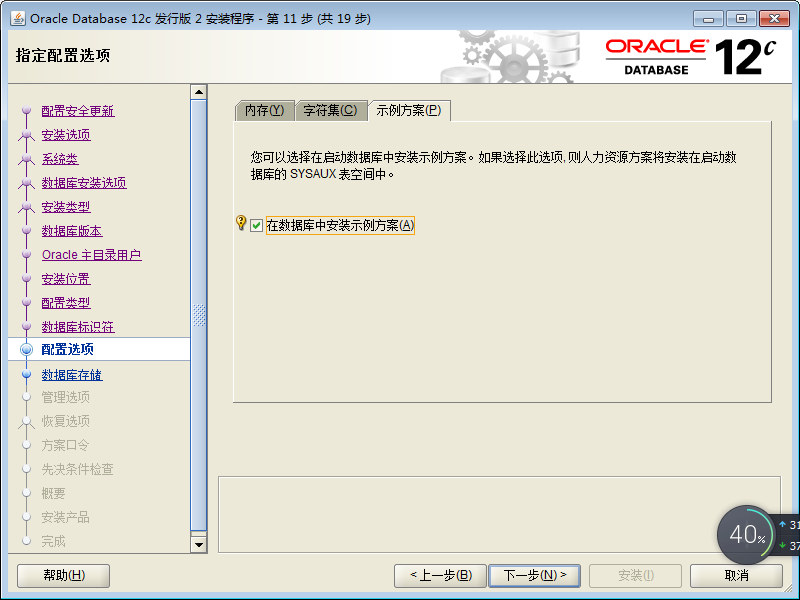 Oracle Database 12c 发行版 2 安装程序 - 第 11 步 (共 19 步)
指定配置选项
ORACLE®
DATABASE
12c
配置安全更新
安装选项
系统类
数据库安装选项
安装类型
数据库版本
Oracle 主目录用户
安装位置
配置类型
数据库标识符
配置选项
数据库存储
管理选项
恢复选项
方案口令
先决条件检查
概要
安装产品
完成
内存(Y) 字符集(C) 示例方案(P)
您可以选择在启动数据库中安装示例方案。如果选择此选项, 则人力资源方案将安装在启动数
据库的 SYSAUX 表空间中。
在数据库中安装示例方案(A)
40%
帮助(H)
< 上一步(B)
下一步(N) >
安装(I)
取消